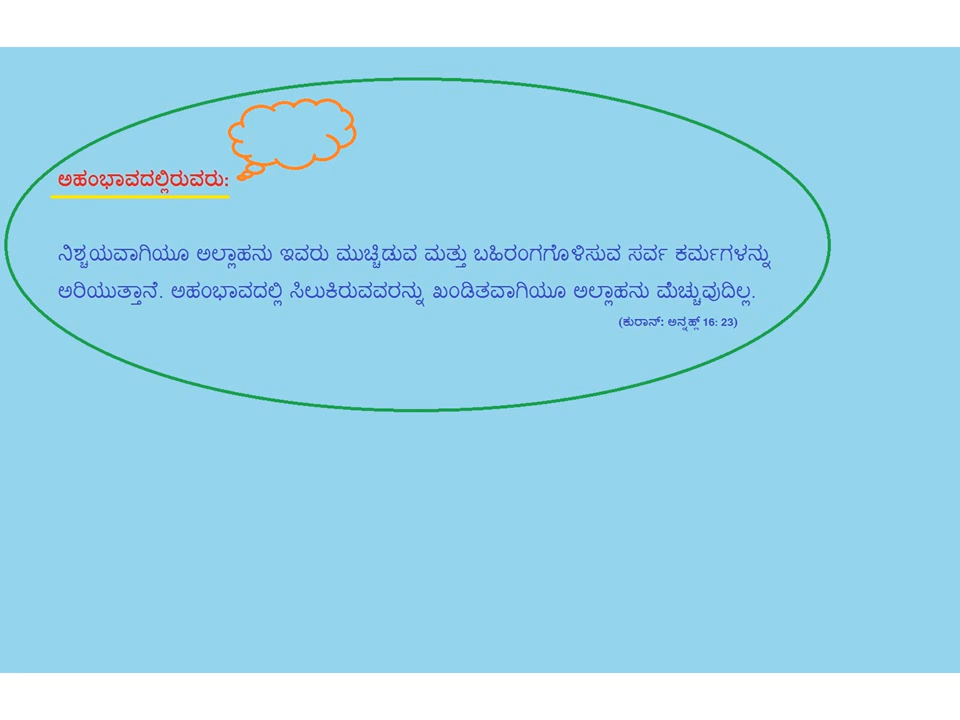 ಅಹಂಭಾವದಲ್ಲಿರುವರು:
ನಿಶ್ಚಯವಾಗಿಯೂ ಅಲ್ಲಾಹನು ಇವರು ಮುಚ್ಚಿಡುವ ಮತ್ತು ಬಹಿರಂಗಗೊಳಿಸುವ ಸರ್ವ ಕರ್ಮಗಳನ್ನು
ಅರಿಯುತ್ತಾನೆ. ಅಹಂಭಾವದಲ್ಲಿ ಸಿಲುಕಿರುವವರನ್ನು ಖಂಡಿತವಾಗಿಯೂ ಅಲ್ಲಾಹನು ಮೆಚ್ಚುವುದಿಲ್ಲ.
(ಕುರಾನ್: ಅನ್ನಹ್ಲ್ 16: 23)